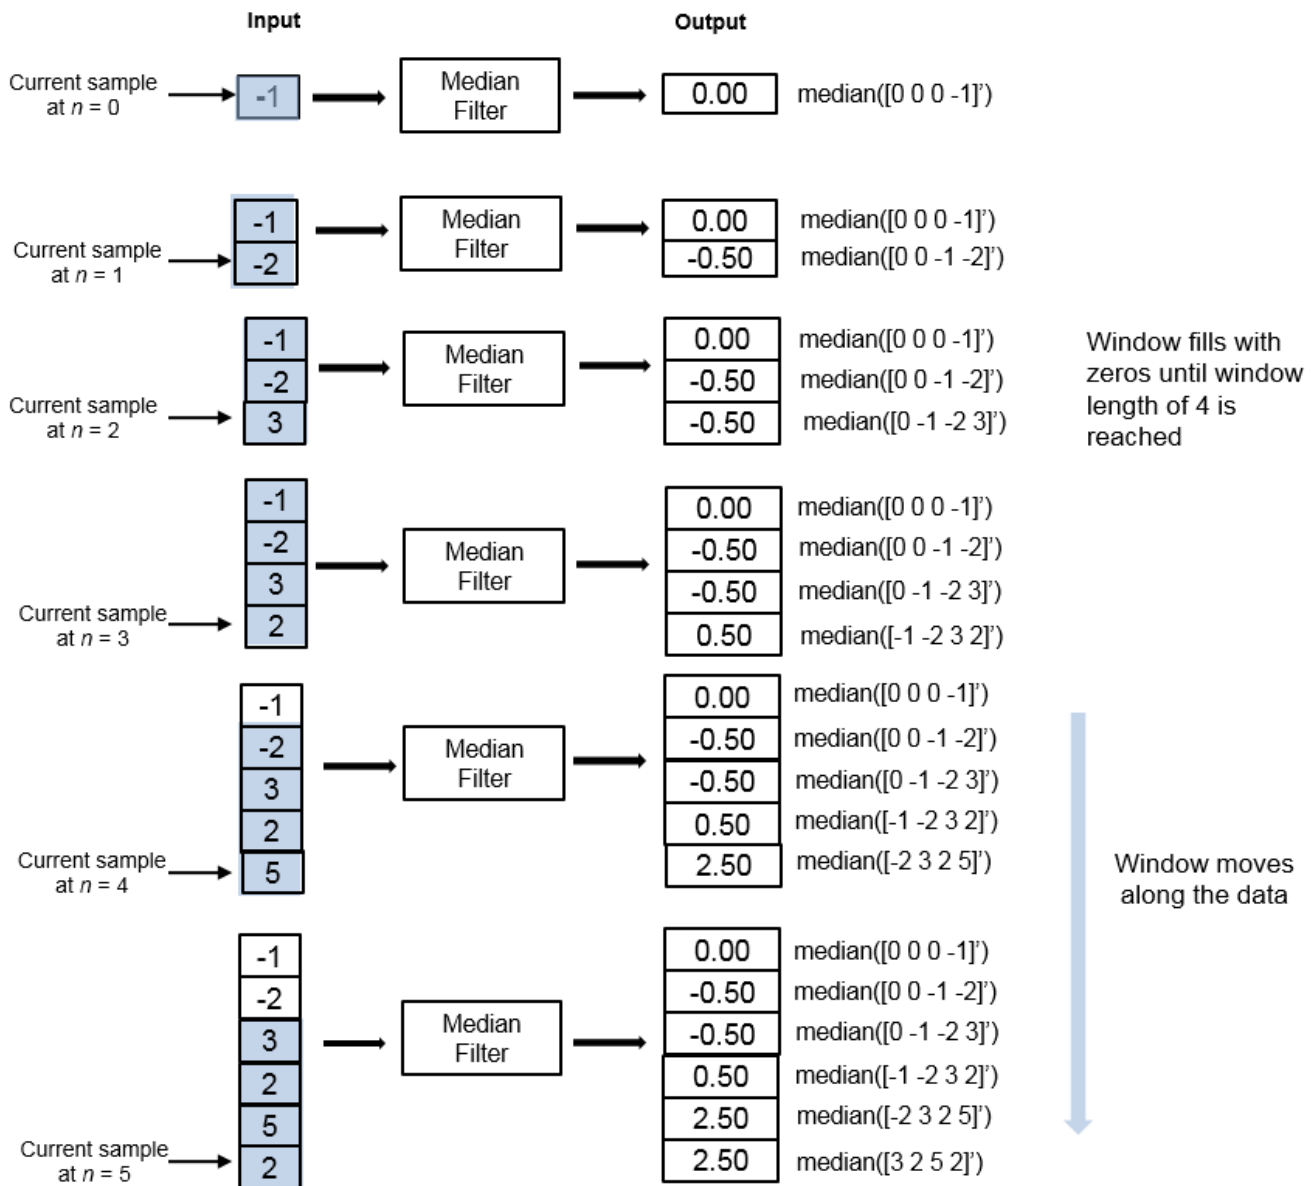 Input
Output
Current sample
at n = 0
-1
Median
Filter
0.00
median([0 0 0 -1]')
Current sample
at n = 1
-1
-2
Median
Filter
0.00
median([0 0 0 -1]')
-0.50
median([0 0 -1 -2]')
Current sample
at n = 2
-1
-2
3
Median
Filter
0.00
median([0 0 0 -1]')
-0.50
median([0 0 -1 -2]')
-0.50
median([0 -1 -2 3]')
Window fills with
zeros until window
length of 4 is
reached
Current sample
at n = 3
-1
-2
3
2
Median
Filter
0.00
median([0 0 0 -1]')
-0.50
median([0 0 -1 -2]')
-0.50
median([0 -1 -2 3]')
0.50
median([-1 -2 3 2]')
Current sample
at n = 4
-1
-2
3
2
5
Median
Filter
0.00
median([0 0 0 -1]')
-0.50
median([0 0 -1 -2]')
-0.50
median([0 -1 -2 3]')
0.50
median([-1 -2 3 2]')
2.50
median([-2 3 2 5]')
Window moves
along the data
Current sample
at n = 5
-1
-2
3
2
5
2
Median
Filter
0.00
median([0 0 0 -1]')
-0.50
median([0 0 -1 -2]')
-0.50
median([0 -1 -2 3]')
0.50
median([-1 -2 3 2]')
2.50
median([-2 3 2 5]')
2.50
median([3 2 5 2]')